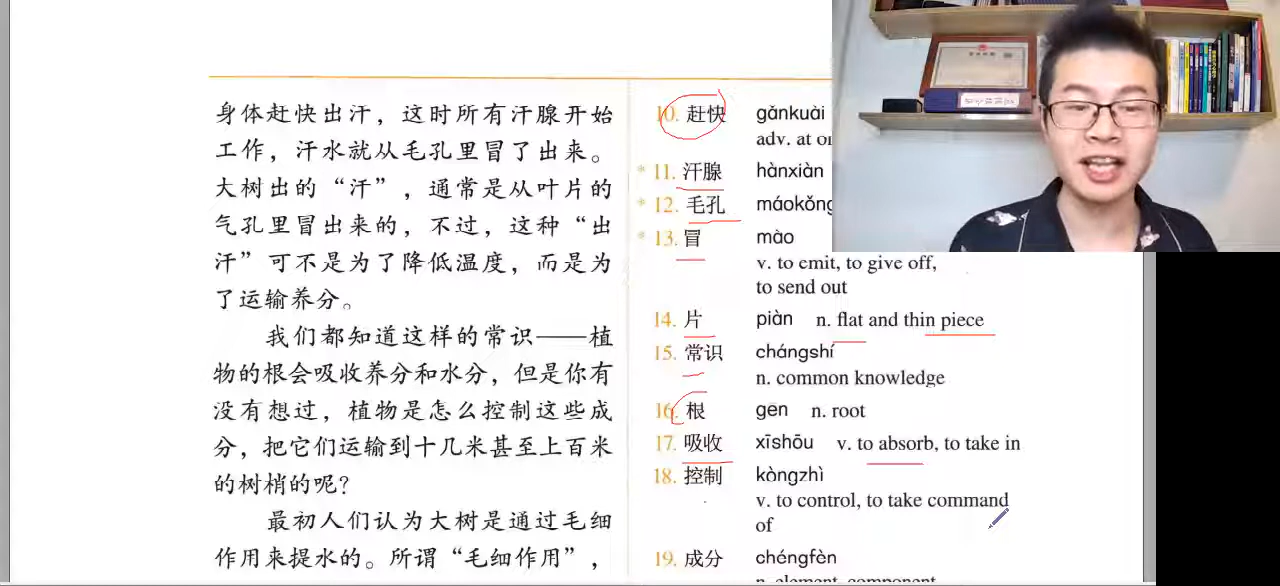 身体赶快出汗，这时所有汗腺开始
工作，汗水就从毛孔里冒了出来。
大树出的“汗”，通常是从叶片的
气孔里冒出来的，不过，这种“出
汗”可不是为了降低温度，而是为
了运输养分。
我们都知道这样的常识——植
物的根会吸收养分和水分，但是你有
没有想过，植物是怎么控制这些成
分，把它们运输到十几米甚至上百米
的树梢的呢？
最初人们认为大树是通过毛细
作用来提水的。所谓“毛细作用”，
10. 赶快 gǎnkuài
adv. at
* 11. 汗腺 hànxiàn
* 12. 毛孔 máokǒng
* 13. 冒 mào
v. to emit, to give off,
to send out
14. 片 piàn n. flat and thin piece
15. 常识 chángshí
n. common knowledge
16. 根 gen n. root
17. 吸收 xīshōu v. to absorb, to take in
18. 控制 kòngzhì
v. to control, to take command
of
19. 成分 chéngfèn
n. element, component